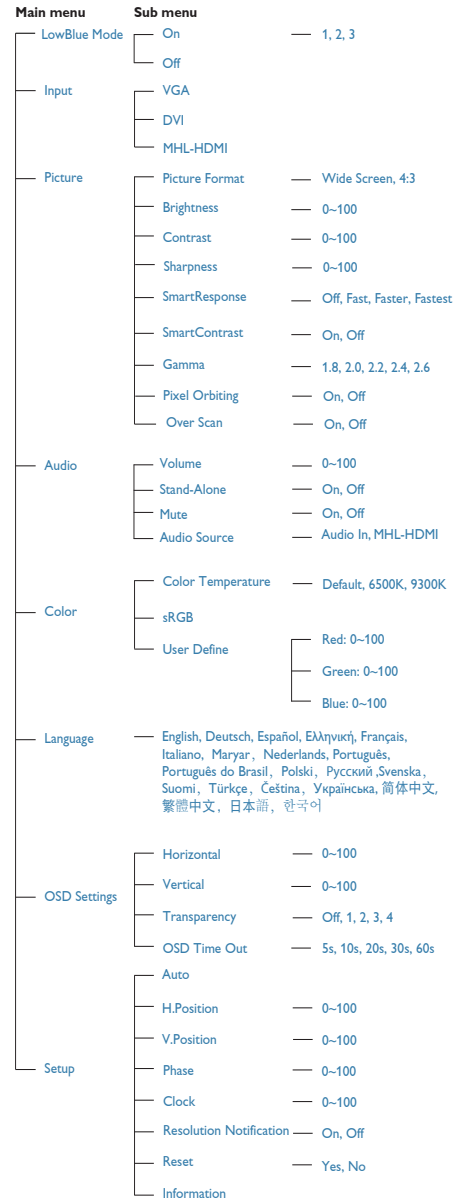 Main menu Sub menu
LowBlue Mode On 1, 2, 3
Off
Input VGA
DVI
MHL-HDMI
Picture Picture Format Wide Screen, 4:3
Brightness 0~100
Contrast 0~100
Sharpness 0~100
SmartResponse Off, Fast, Faster, Fastest
SmartContrast On, Off
Gamma 1.8, 2.0, 2.2, 2.4, 2.6
Pixel Orbiting On, Off
Over Scan On, Off
Audio Volume 0~100
Stand-Alone On, Off
Mute On, Off
Audio Source Audio In, MHL-HDMI
Color Temperature Default, 6500K, 9300K
Color sRGB
User Define Red: 0~100
Green: 0~100
Blue: 0~100
Language English, Deutsch, Español, Ελληνική, Français,
Italiano, Maryar, Nederlands, Português,
Português do Brasil, Polski, Русский ,Svenska,
Suomi, Türkçe, Čeština, Українська, 简体中文,
繁體中文, 日本語, 한국어
Horizontal 0~100
Vertical 0~100
OSD Settings
Transparency Off, 1, 2, 3, 4
OSD Time Out 5s, 10s, 20s, 30s, 60s
Auto
H.Position 0~100
V.Position 0~100
Setup Phase 0~100
Clock 0~100
Resolution Notification On, Off
Reset Yes, No
Information